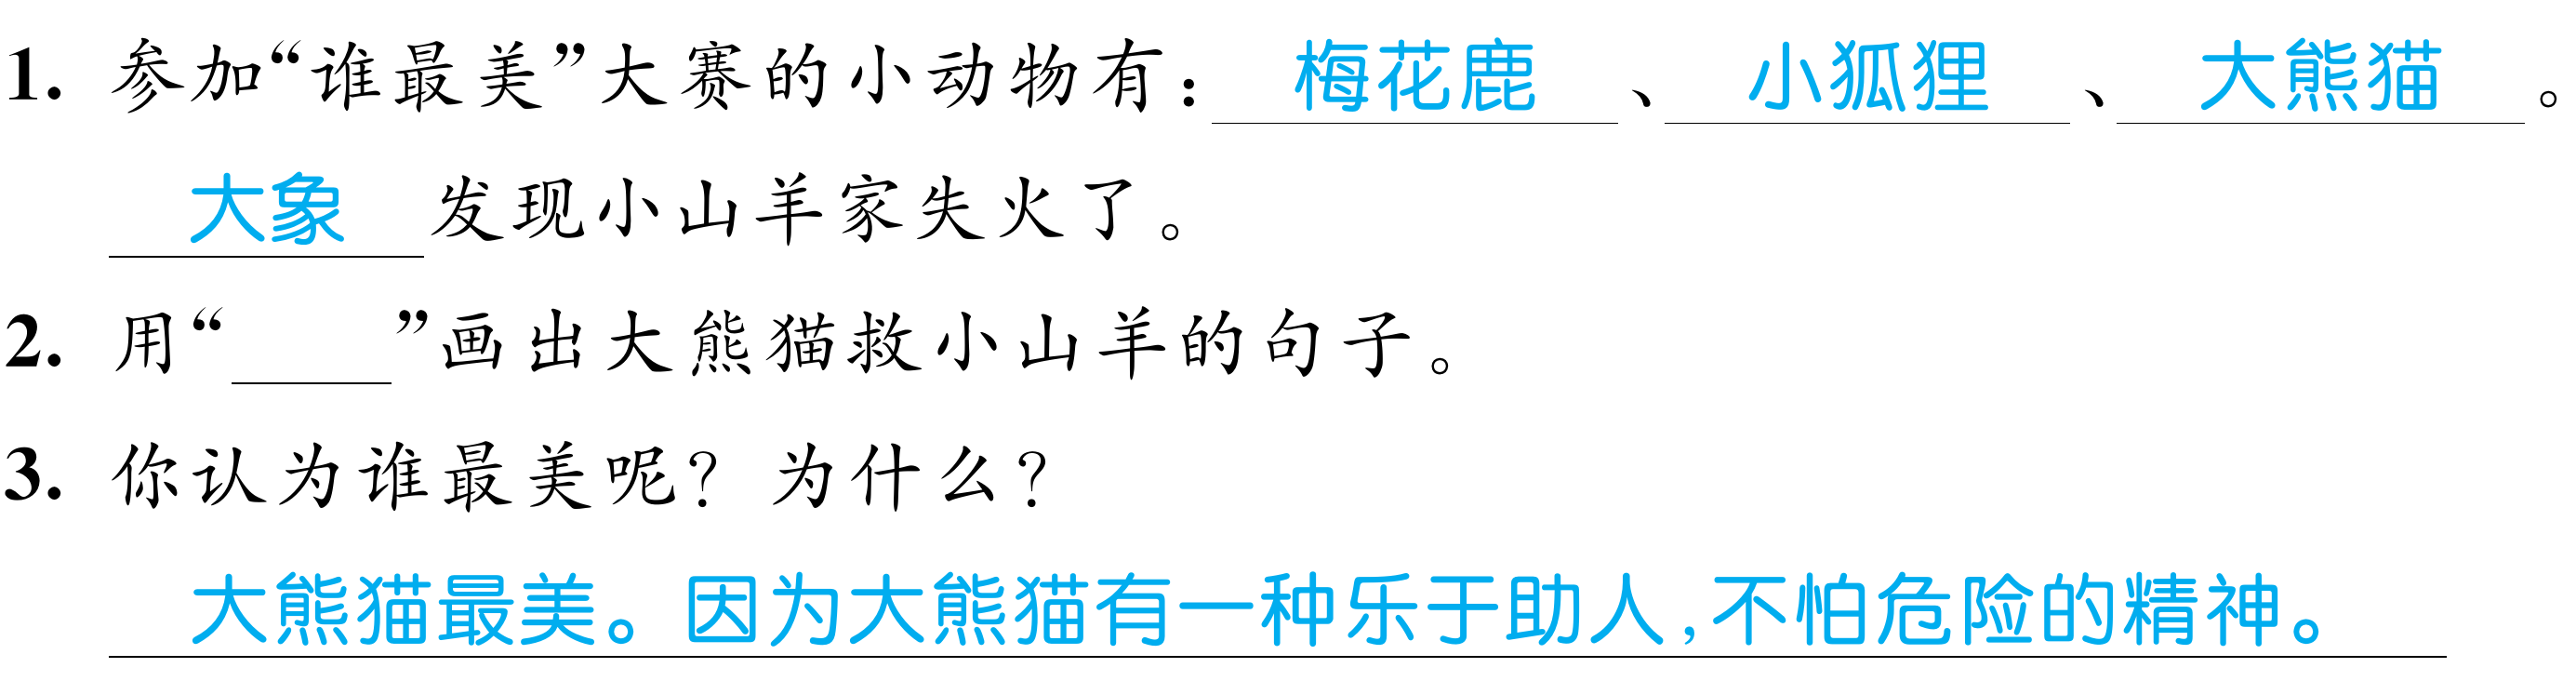 1. 参加“谁最美”大赛的小动物有：梅花鹿、小狐狸、大熊猫。
大象发现小山羊家失火了。
2. 用“____”画出大熊猫救小山羊的句子。
3. 你认为谁最美呢？为什么？
大熊猫最美。因为大熊猫有一种乐于助人，不怕危险的精神。